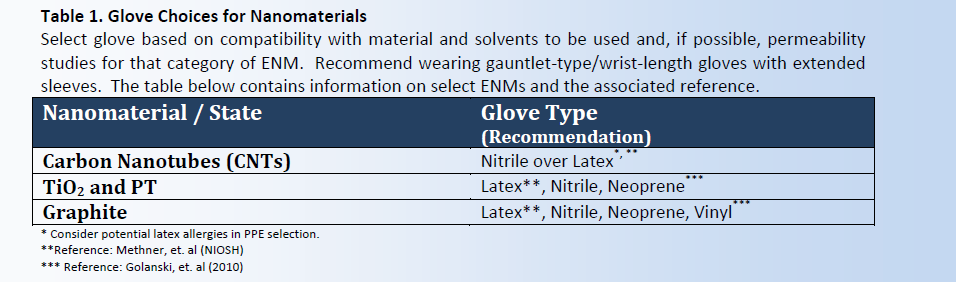 Table 1. Glove Choices for Nanomaterials
Select glove based on compatibility with material and solvents to be used and, if possible, permeability
studies for that category of ENM.  Recommend wearing gauntlet-type/wrist-length gloves with extended
sleeves.  The table below contains information on select ENMs and the associated reference.
Nanomaterial / State Glove Type
(Recommendation)
Carbon Nanotubes (CNTs) Nitrile over Latex*, **
TiO2 and PT Latex**, Nitrile, Neoprene***
Graphite Latex**, Nitrile, Neoprene, Vinyl***
* Consider potential latex allergies in PPE selection.
**Reference: Methner, et. al (NIOSH)
*** Reference: Golanski, et. al (2010)